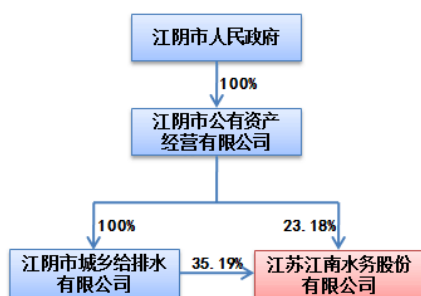 江阴市人民政府
100%
江阴市公有资产
经营有限公司
100%
23.18%
江阴市城乡给排水
有限公司
35.19%
江苏江南水务股份
有限公司